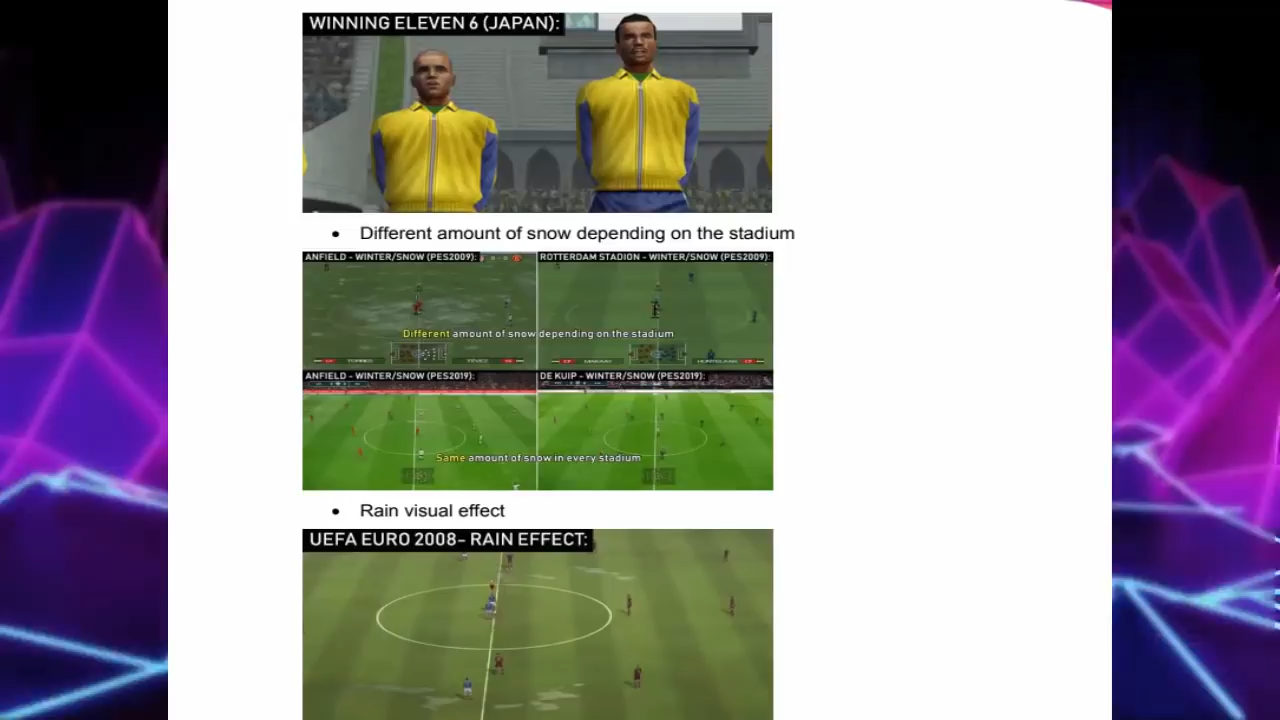 WINNING ELEVEN 6 (JAPAN):
• Different amount of snow depending on the stadium
ANFIELD - WINTER/SNOW (PES2009):
ROTTERDAM STADION - WINTER/SNOW (PES2009):
Different amount of snow depending on the stadium
ANFIELD - WINTER/SNOW (PES2019):
DE KUIP - WINTER/SNOW (PES2019):
Same amount of snow in every stadium
• Rain visual effect
UEFA EURO 2008- RAIN EFFECT: